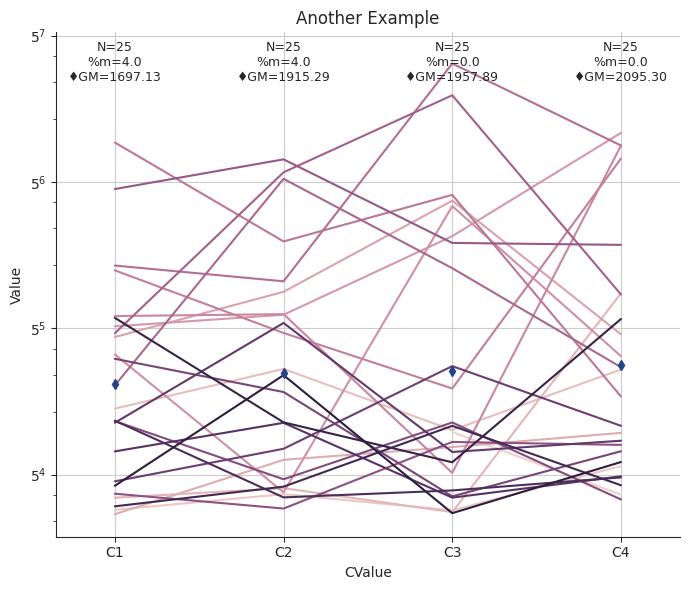 Another Example
N=25 N=25 N=25 N=25
%m=4.0 %m=4.0 %m=0.0 %m=0.0
♦GM=1697.13 ♦GM=1915.29 ♦GM=1957.89 ♦GM=2095.30
5⁷
5⁶
5⁵
5⁴
Value
C1 C2 C3 C4
CValue